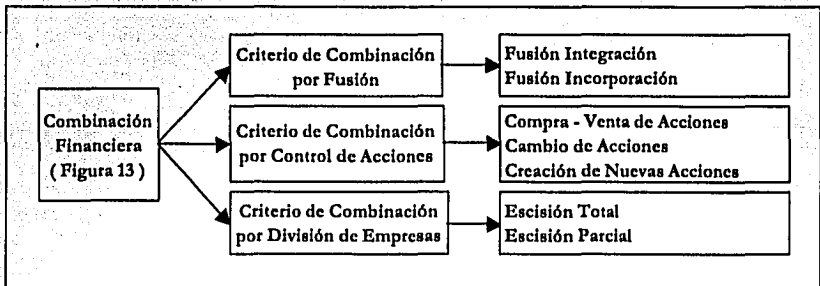 Combinación
Financiera
( Figura 13 )
Criterio de Combinación
por Fusión
Fusión Integración
Fusión Incorporación
Criterio de Combinación
por Control de Acciones
Compra - Venta de Acciones
Cambio de Acciones
Creación de Nuevas Acciones
Criterio de Combinación
por División de Empresas
Escisión Total
Escisión Parcial